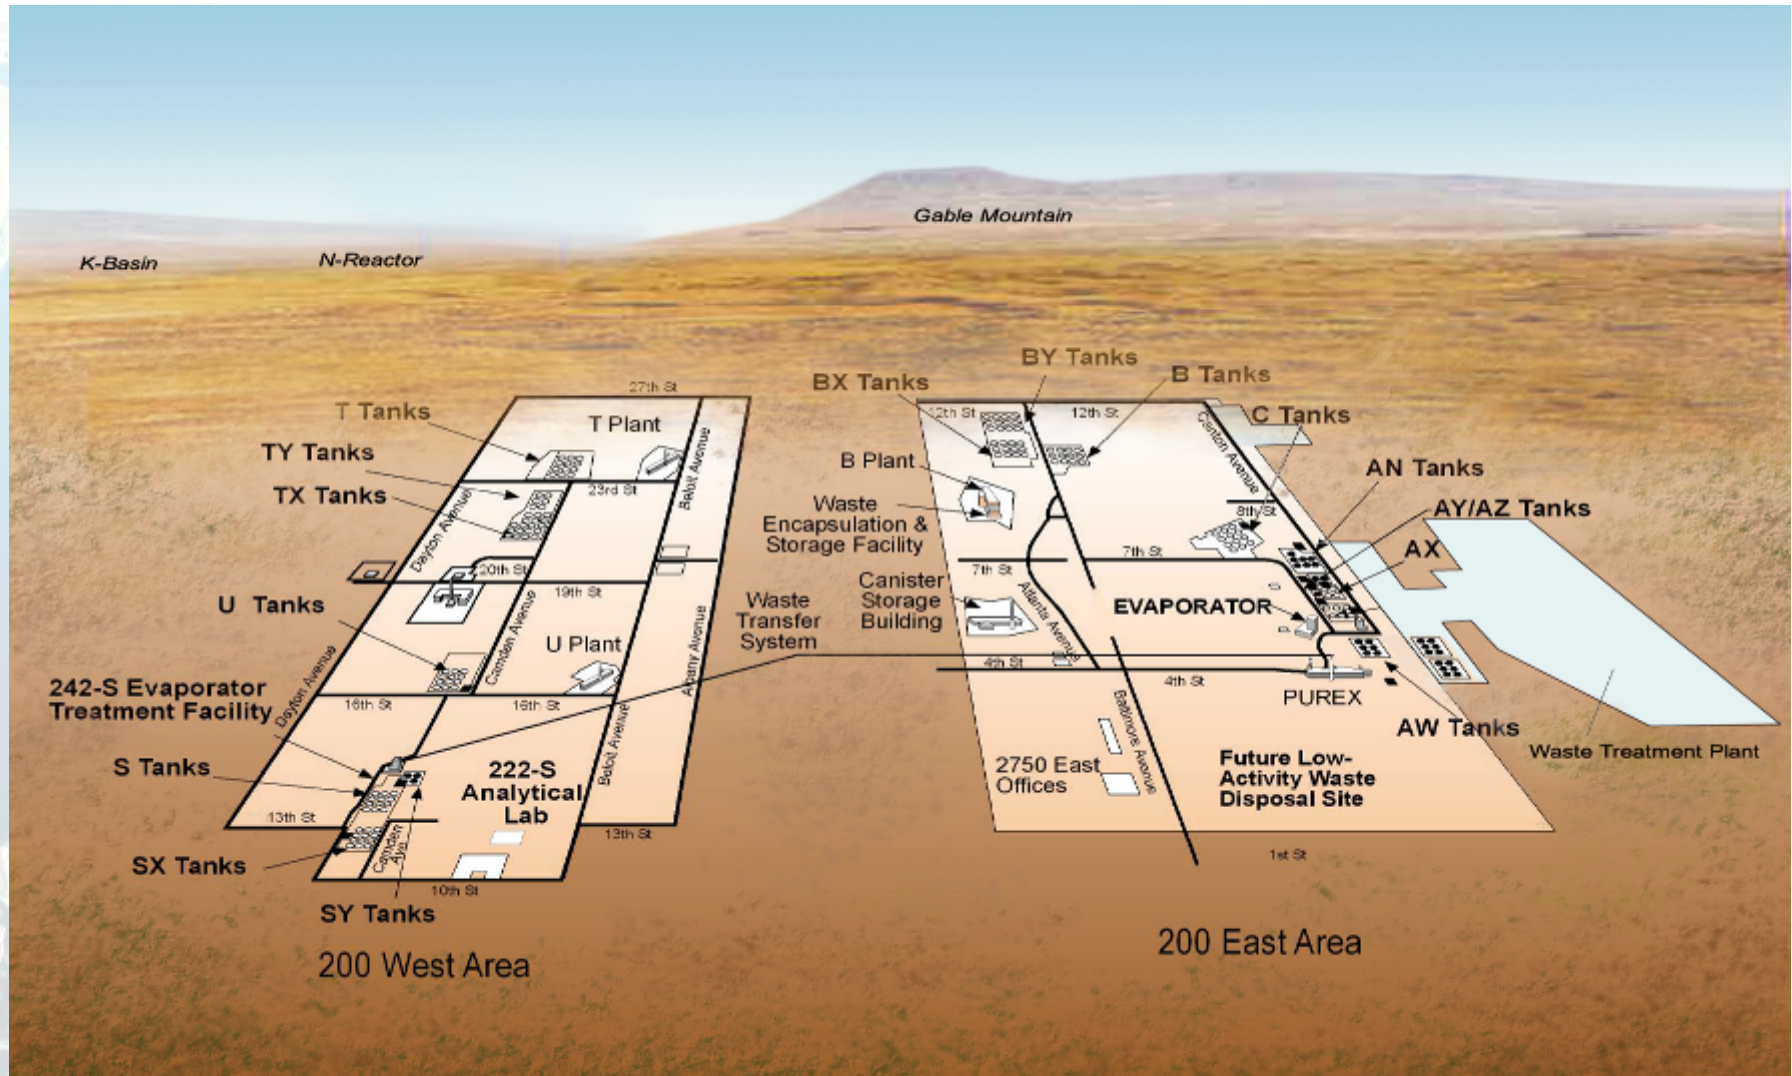 Gable Mountain
K-Basin
N-Reactor
27th St
T Tanks
T Plant
TY Tanks
TX Tanks
23rd St
Beloit Avenue
Dayton Avenue
20th St
19th St
U Tanks
Camden Avenue
U Plant
Albany Avenue
242-S Evaporator
Treatment Facility
Dayton Avenue
16th St
16th St
Beloit Avenue
S Tanks
222-S
Analytical
Lab
13th St
13th St
SX Tanks
Camden
Ave
10th St
SY Tanks
200 West Area
Waste
Transfer
System
BY Tanks
BX Tanks
B Tanks
12th St
12th St
C Tanks
Canton Avenue
B Plant
AN Tanks
Waste
Encapsulation &
Storage Facility
8th St
AY/AZ Tanks
7th St
7th St
AX
Canister
Storage
Building
Atlanta Avenue
EVAPORATOR
4th St
4th St
PUREX
Baltimore Avenue
AW Tanks
Waste Treatment Plant
2750 East
Offices
Future Low-
Activity Waste
Disposal Site
1st St
200 East Area